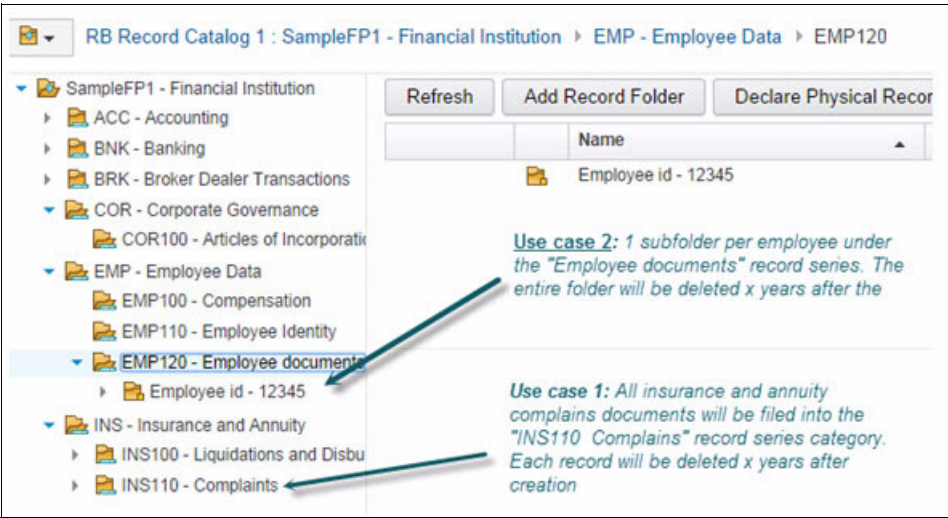 RB Record Catalog 1 : SampleFP1 - Financial Institution EMP - Employee Data EMP120
SampleFP1 - Financial Institution
ACC - Accounting
BNK - Banking
BRK - Broker Dealer Transactions
COR - Corporate Governance
COR100 - Articles of Incorporatic
EMP - Employee Data
EMP100 - Compensation
EMP110 - Employee Identity
EMP120 - Employee documents
Employee id - 12345
INS - Insurance and Annuity
INS100 - Liquidations and Disbu
INS110 - Complaints
Refresh Add Record Folder Declare Physical Recor
Name
Employee id - 12345
Use case 2: 1 subfolder per employee under
the "Employee documents" record series. The
entire folder will be deleted x years after the
Use case 1: All insurance and annuity
complains documents will be filed into the
"INS110 Complains" record series category.
Each record will be deleted x years after
creation